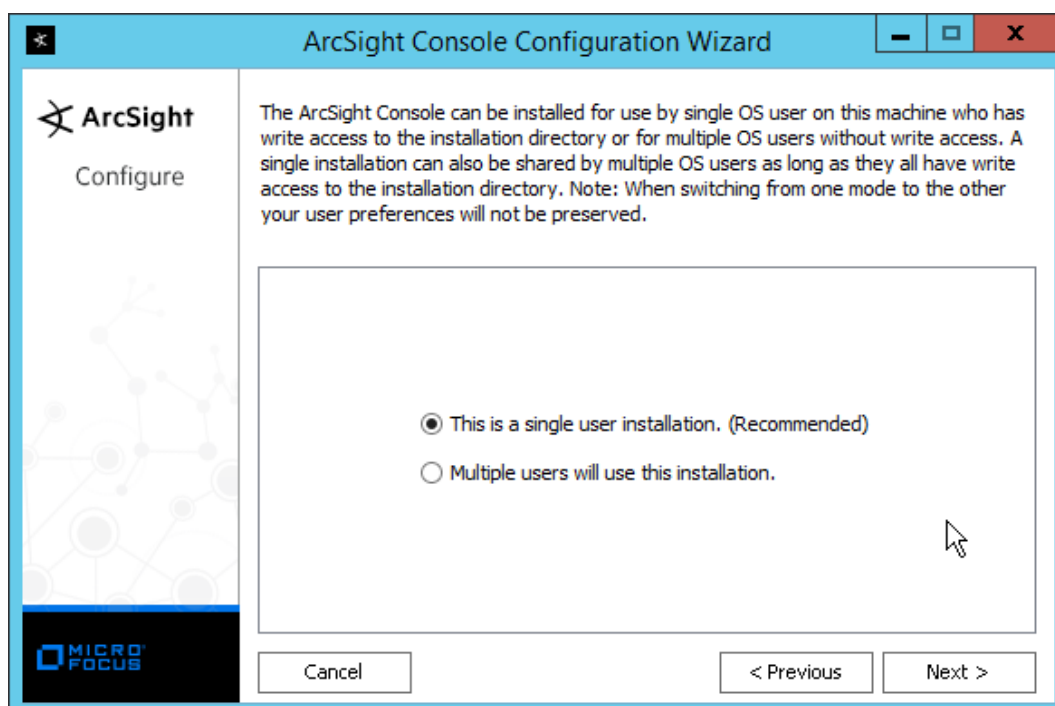 ArcSight Console Configuration Wizard
X
ArcSight
Configure
The ArcSight Console can be installed for use by single OS user on this machine who has
write access to the installation directory or for multiple OS users without write access. A
single installation can also be shared by multiple OS users as long as they all have write
access to the installation directory. Note: When switching from one mode to the other
your user preferences will not be preserved.
This is a single user installation. (Recommended)
Multiple users will use this installation.
MICRO
FOCUS
Cancel
< Previous
Next >